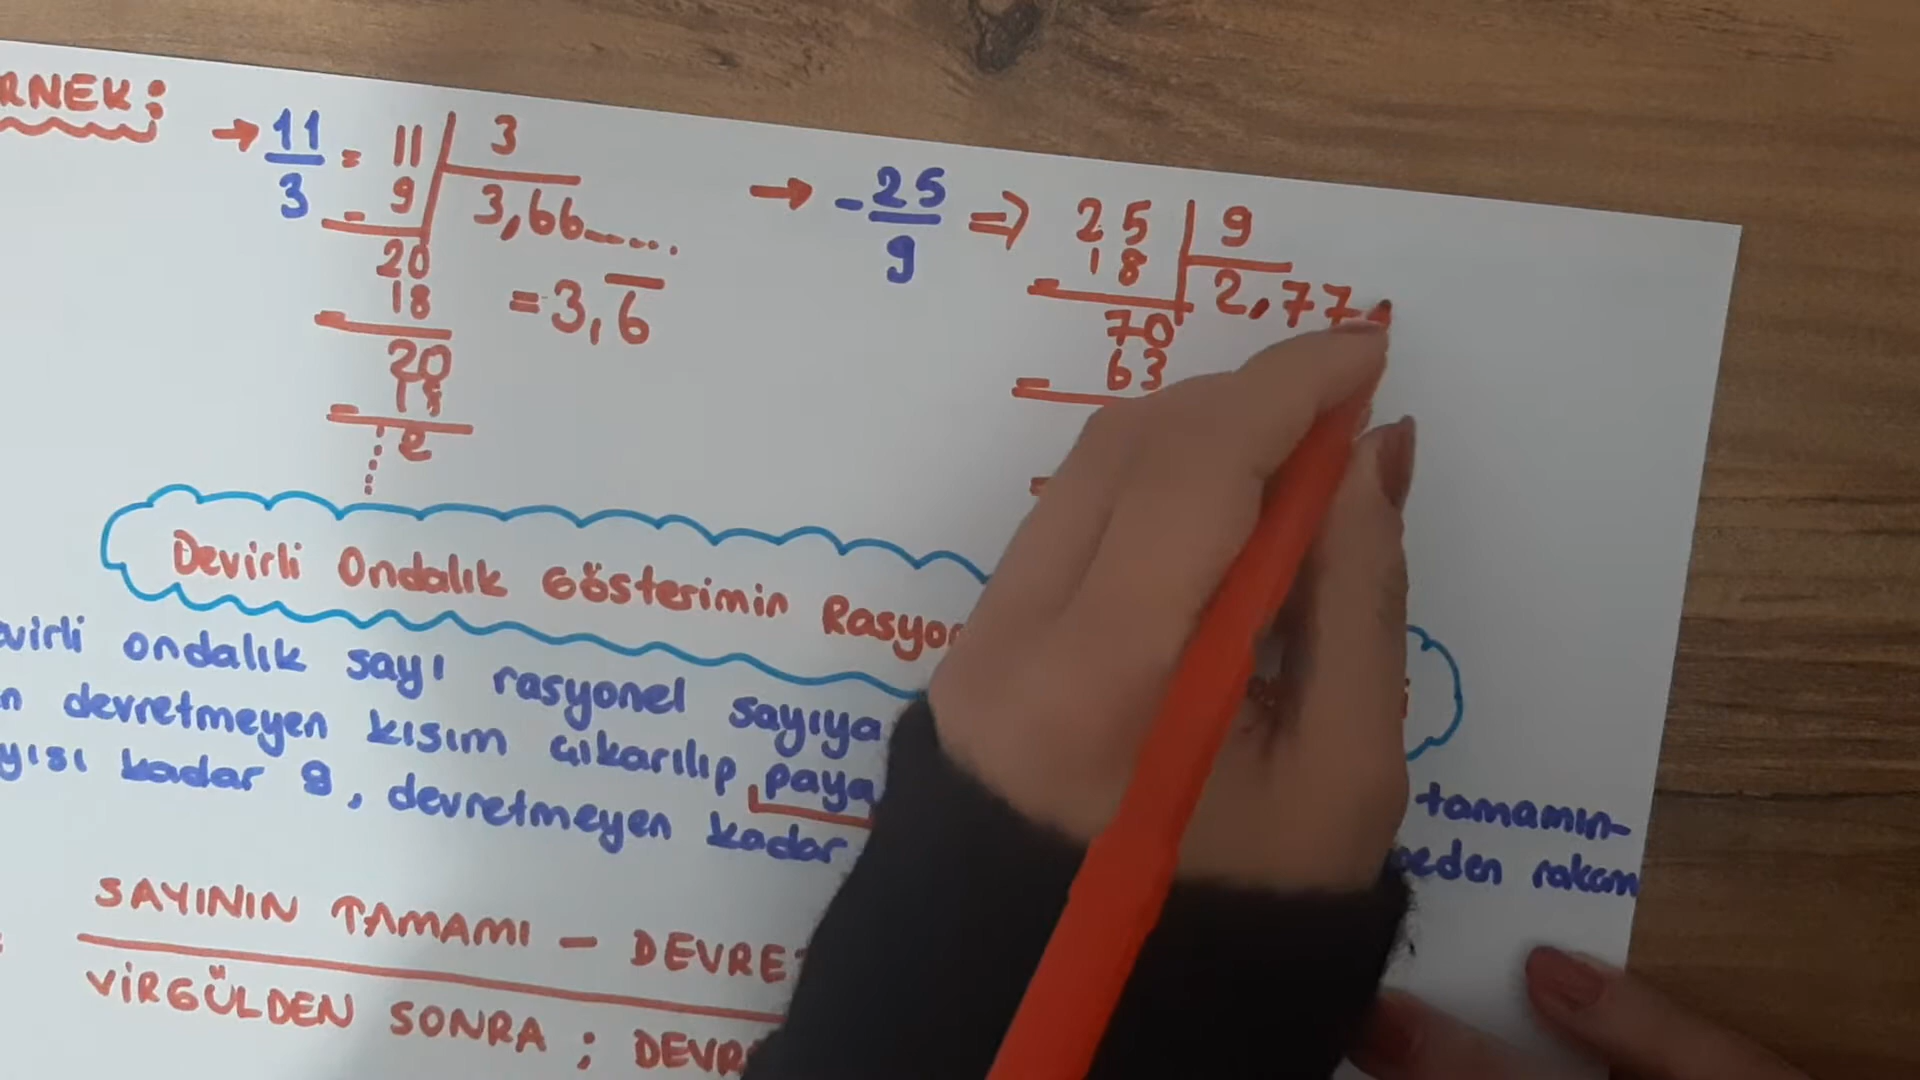 RNEK:
→ 11/3 = 11 | 3
9 3,66.....
20
18 = 3,6̅
20
18
2
→ -25/9 ⇒ 25 | 9
18 2,77.
70
63
Devirli Ondalık Gösterimin
evirli ondalık sayı rasyonel sayıya
n devretmeyen kısım çıkarılıp paya tamamın-
yısı kadar 9, devretmeyen kadar eden rakam
SAYININ TAMAMI - DEVRE
VİRGÜLDEN SONRA ; DEVR